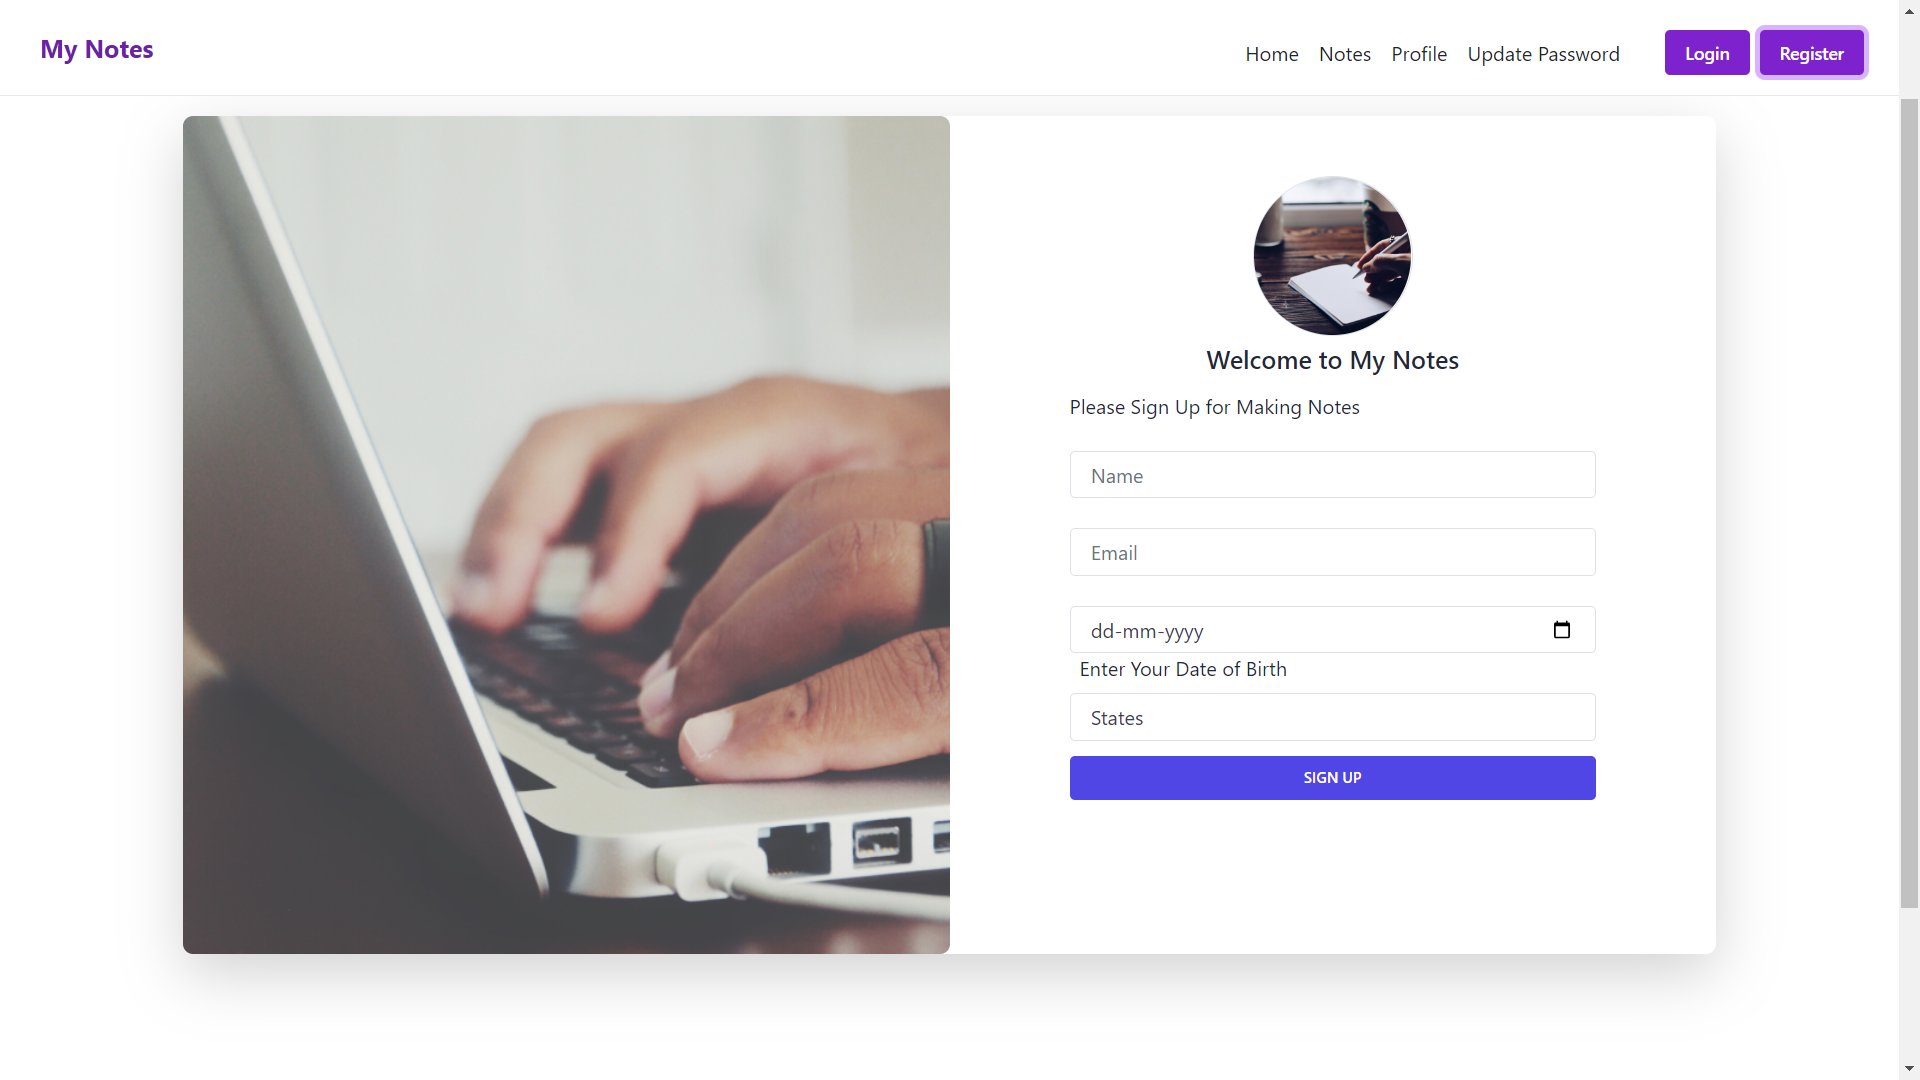 My Notes
Home Notes Profile Update Password Login Register
Welcome to My Notes
Please Sign Up for Making Notes
Name
Email
dd-mm-yyyy
Enter Your Date of Birth
States
SIGN UP